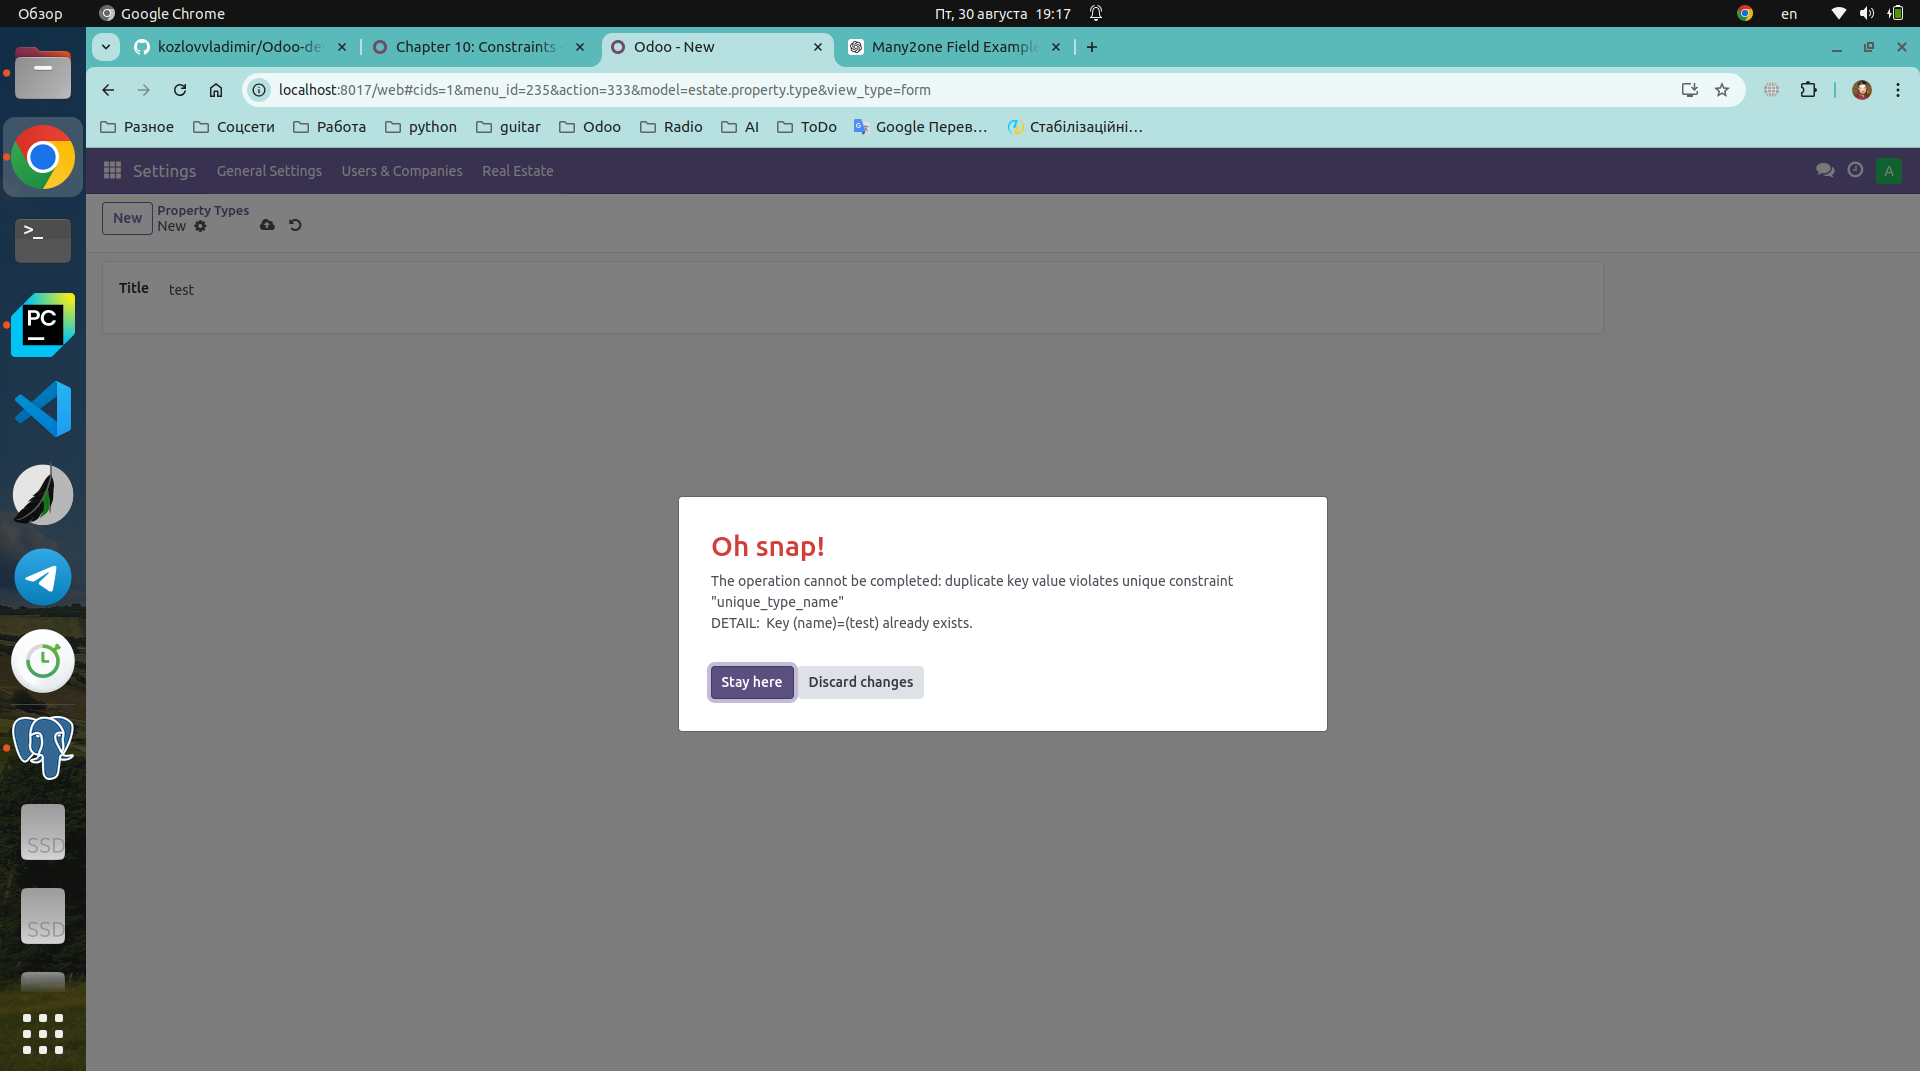 Обзор
Google Chrome
Пт, 30 августа 19:17
en
kozlovvladimir/Odoo-de
Chapter 10: Constraints
Odoo - New
Many2one Field Example
localhost:8017/web#cids=1&menu_id=235&action=333&model=estate.property.type&view_type=form
Разное
Соцсети
Работа
python
guitar
Odoo
Radio
AI
ToDo
Google Перев…
Стабілізаційні…
Settings
General Settings
Users & Companies
Real Estate
A
New
Property Types
New
Title
test
Oh snap!
The operation cannot be completed: duplicate key value violates unique constraint
"unique_type_name"
DETAIL: Key (name)=(test) already exists.
Stay here
Discard changes
>_
PC
SSD
SSD